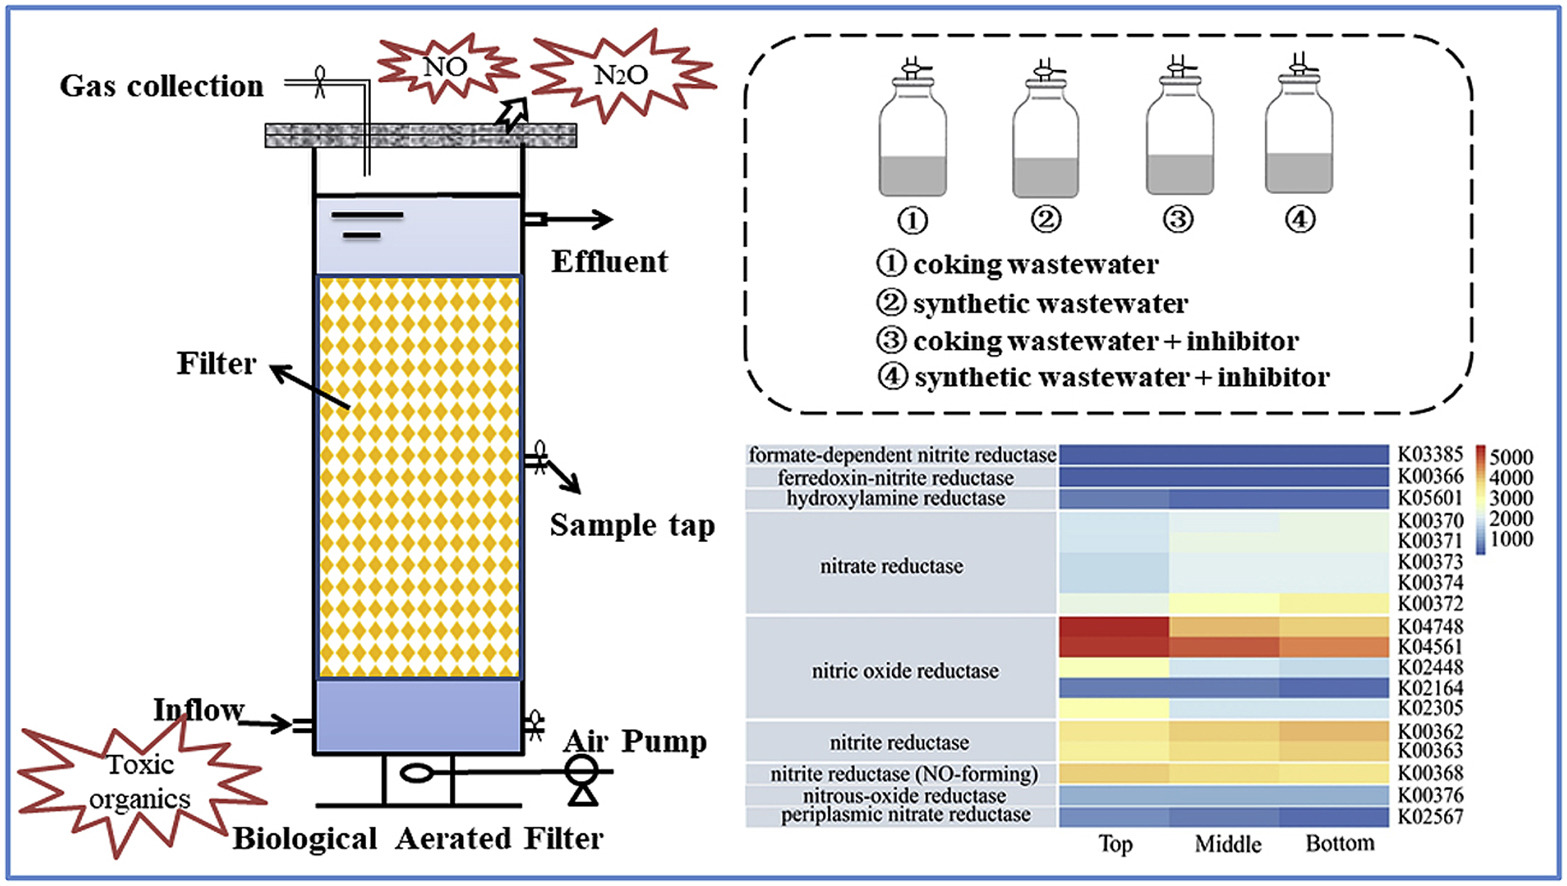 Gas collection
NO
N2O
Effluent
Filter
Sample tap
Inflow
Toxic
organics
Air Pump
Biological Aerated Filter
① ② ③ ④
① coking wastewater
② synthetic wastewater
③ coking wastewater + inhibitor
④ synthetic wastewater + inhibitor
formate-dependent nitrite reductase K03385
ferredoxin-nitrite reductase K00366
hydroxylamine reductase K05601
nitrate reductase
K00370
K00371
K00373
K00374
K00372
nitric oxide reductase
K04748
K04561
K02448
K02164
K02305
nitrite reductase
K00362
K00363
nitrite reductase (NO-forming) K00368
nitrous-oxide reductase K00376
periplasmic nitrate reductase K02567
Top Middle Bottom
5000
4000
3000
2000
1000